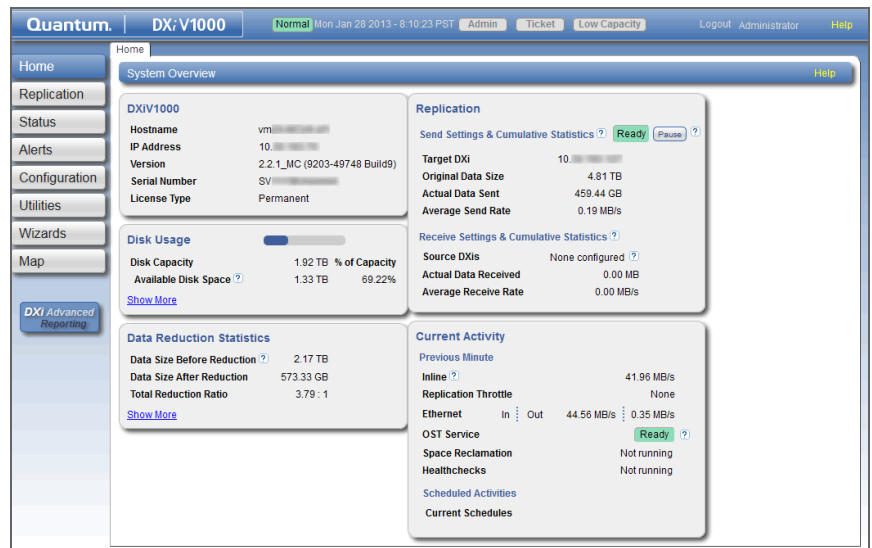 Quantum. DXiV1000 Normal Mon Jan 28 2013 - 8:10:23 PST Admin Ticket Low Capacity Logout Administrator Help
Home
Home
Replication
Status
Alerts
Configuration
Utilities
Wizards
Map
DXi Advanced
Reporting
System Overview Help
DXiV1000
Hostname vm
IP Address 10.
Version 2.2.1_MC (9203-49748 Build9)
Serial Number SV
License Type Permanent
Disk Usage
Disk Capacity 1.92 TB % of Capacity
Available Disk Space ? 1.33 TB 69.22%
Show More
Data Reduction Statistics
Data Size Before Reduction ? 2.17 TB
Data Size After Reduction 573.33 GB
Total Reduction Ratio 3.79 : 1
Show More
Replication
Send Settings & Cumulative Statistics ? Ready Pause ?
Target DXi 10.
Original Data Size 4.81 TB
Actual Data Sent 459.44 GB
Average Send Rate 0.19 MB/s
Receive Settings & Cumulative Statistics ?
Source DXis None configured ?
Actual Data Received 0.00 MB
Average Receive Rate 0.00 MB/s
Current Activity
Previous Minute
Inline ? 41.96 MB/s
Replication Throttle None
Ethernet In Out 44.56 MB/s 0.35 MB/s
OST Service Ready ?
Space Reclamation Not running
Healthchecks Not running
Scheduled Activities
Current Schedules